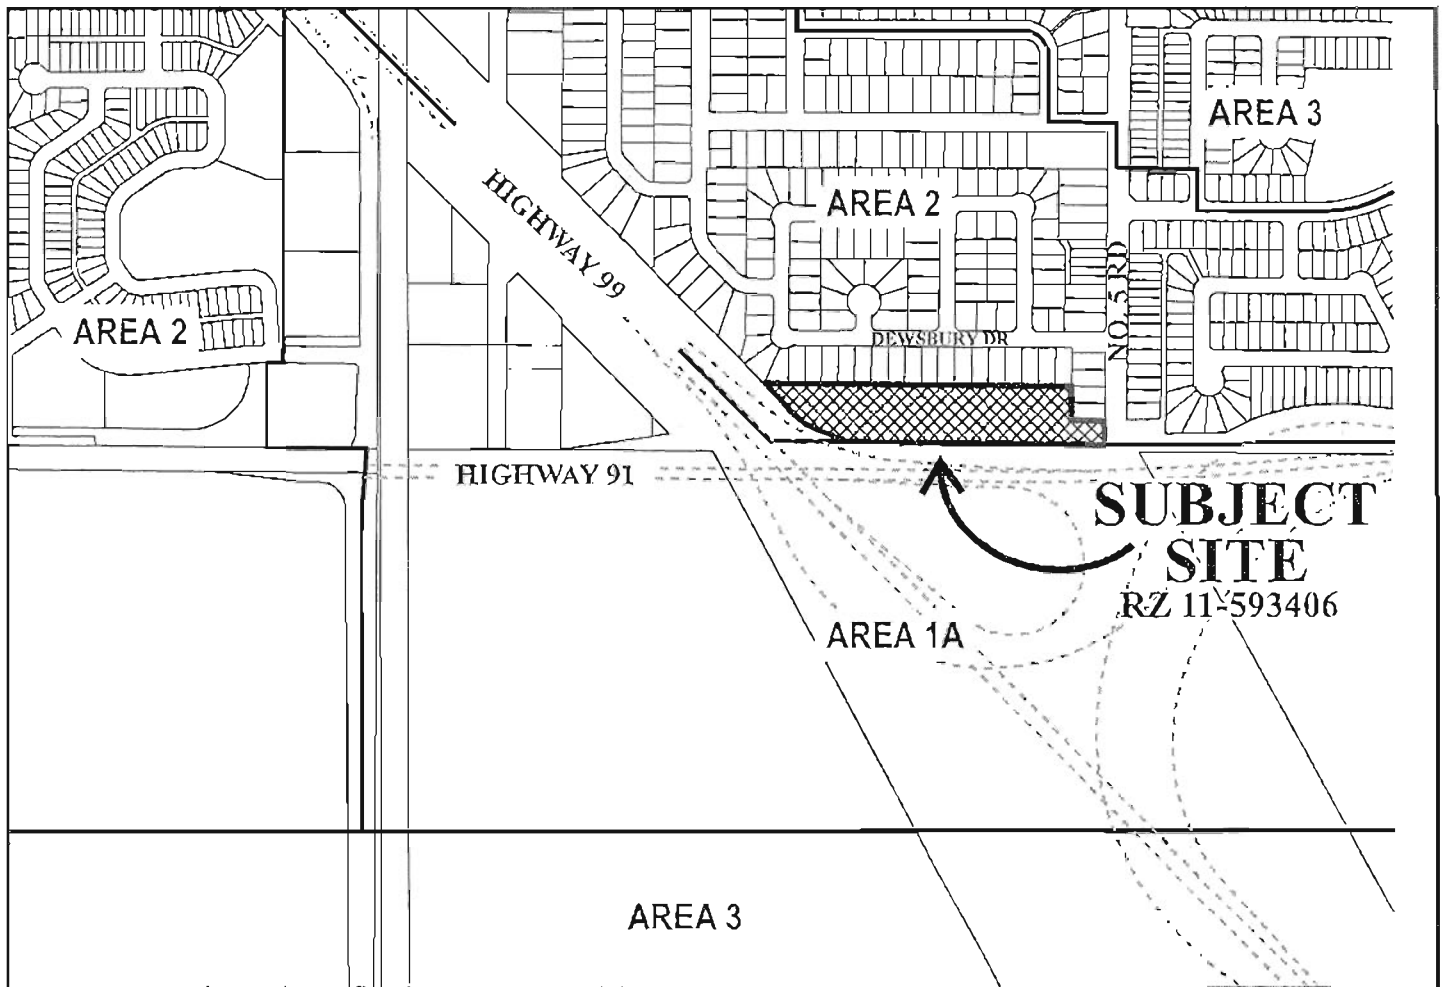 AREA 3
HIGHWAY 99
AREA 2
NO. 5 RD
AREA 2
DEWSBURY DR
HIGHWAY 91
SUBJECT
SITE
RZ 11-593406
AREA 1A
AREA 3